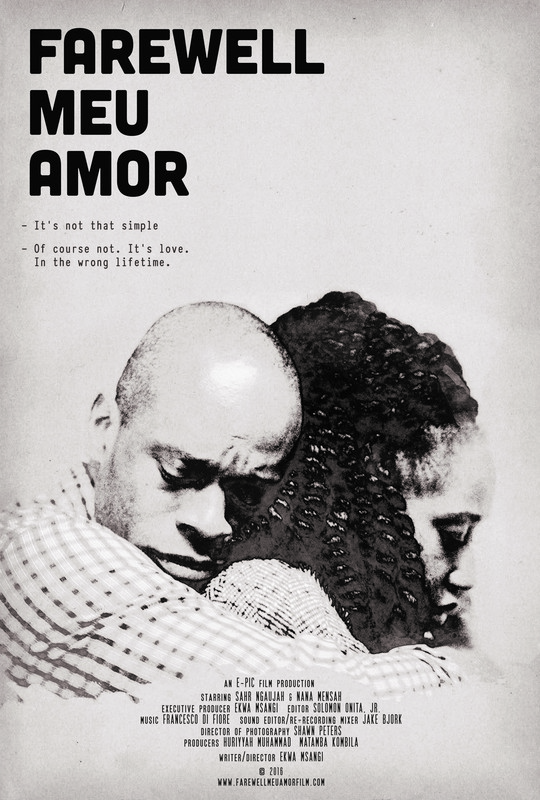 FAREWELL
MEU
AMOR
- It's not that simple
- Of course not. It's love.
In the wrong lifetime.
AN E-PIC FILM PRODUCTION
STARRING SAHR NGAUJAH & NANA MENSAH
EXECUTIVE PRODUCER EKWA MSANGI EDITOR SOLOMON ONITA, JR.
MUSIC FRANCESCO DI FIORE SOUND EDITOR/RE-RECORDING MIXER JAKE BJORK
DIRECTOR OF PHOTOGRAPHY SHAWN PETERS
PRODUCERS HURIYYAH MUHAMMAD MATAMBA KOMBILA
WRITER/DIRECTOR EKWA MSANGI
© 2016
WWW.FAREWELLMEUAMORFILM.COM